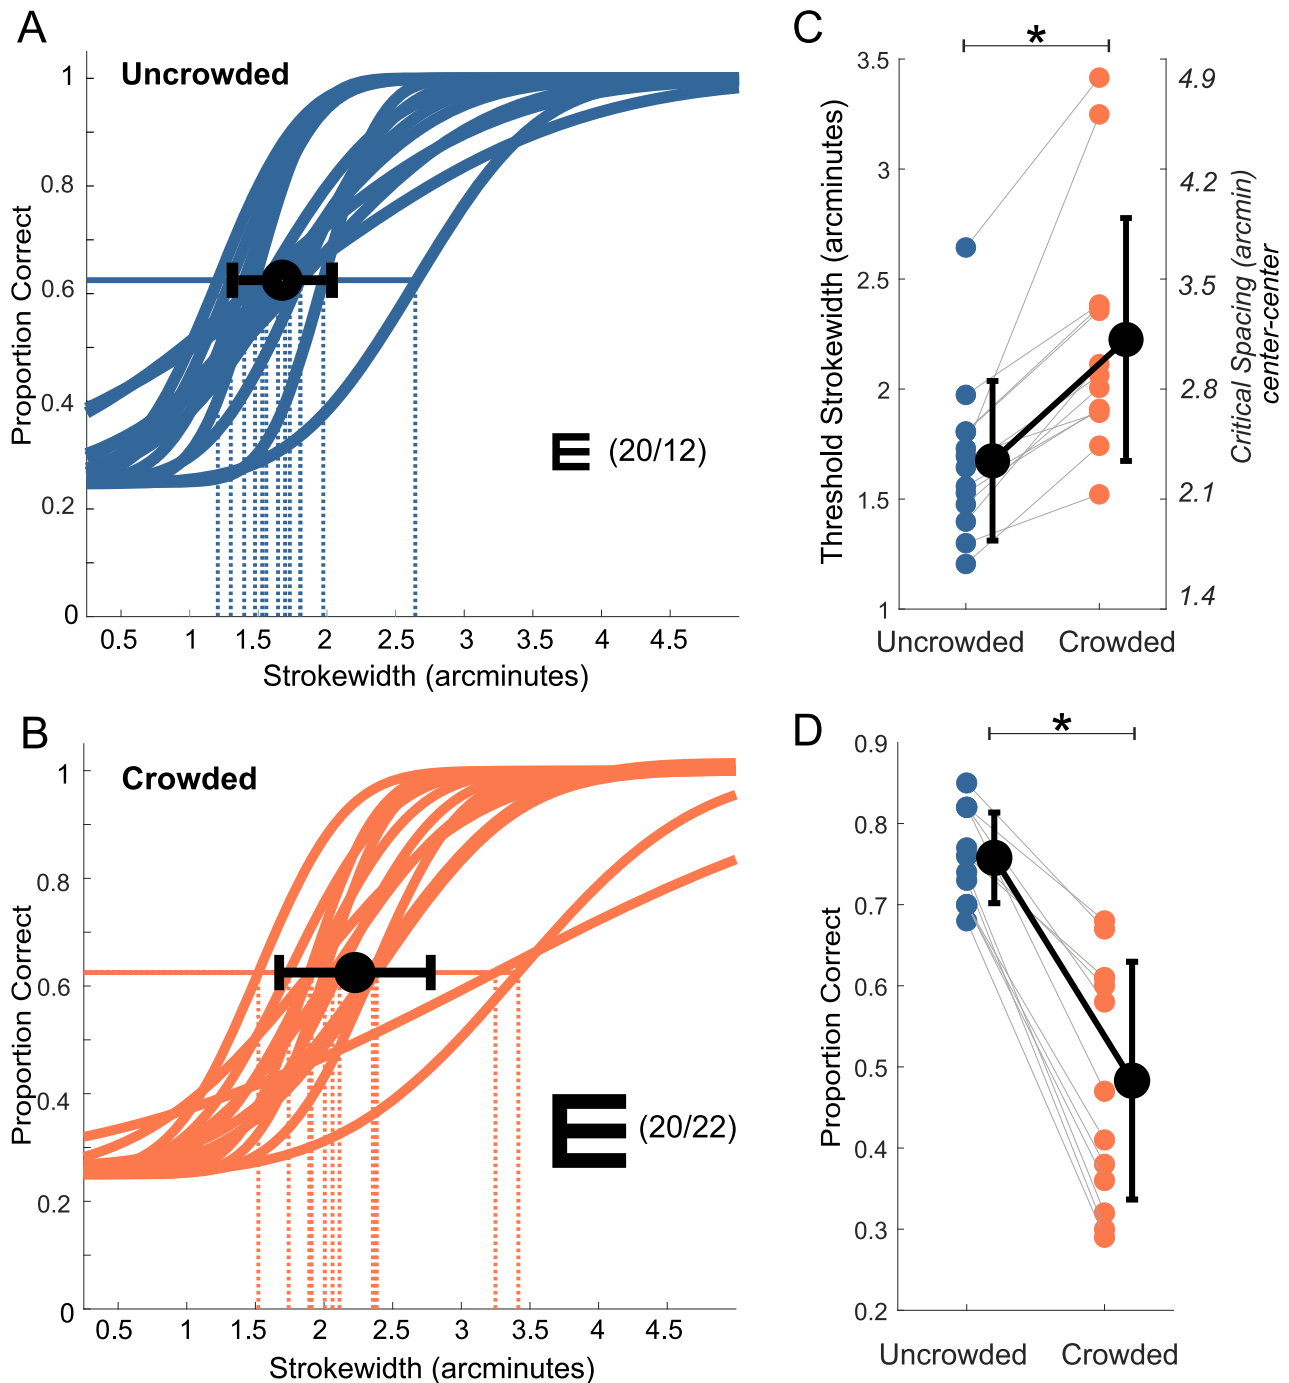 A
Uncrowded
1
0.8
0.6
0.4
0.2
0
Proportion Correct
(20/12)
0.5 1 1.5 2 2.5 3 3.5 4 4.5
Strokewidth (arcminutes)
B
Crowded
1
0.8
0.6
0.4
0.2
0
Proportion Correct
(20/22)
0.5 1 1.5 2 2.5 3 3.5 4 4.5
Strokewidth (arcminutes)
C
*
3.5
3
2.5
2
1.5
1
Threshold Strokewidth (arcminutes)
4.9
4.2
3.5
2.8
2.1
1.4
Critical Spacing (arcmin)
center-center
Uncrowded Crowded
D
*
0.9
0.8
0.7
0.6
0.5
0.4
0.3
0.2
Proportion Correct
Uncrowded Crowded